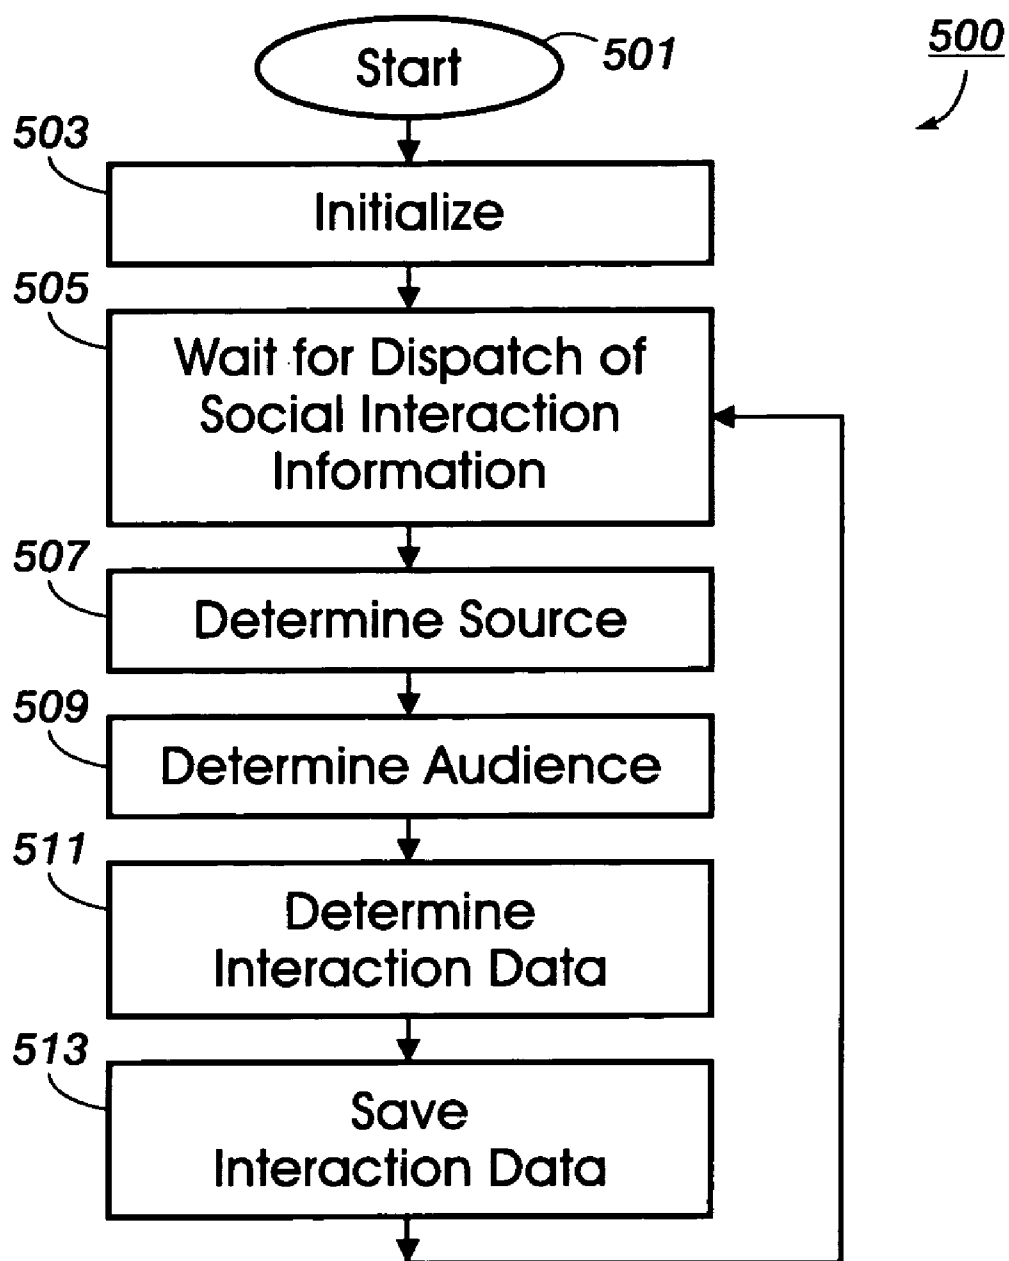 Start
501
500
503
Initialize
505
Wait for Dispatch of
Social Interaction
Information
507
Determine Source
509
Determine Audience
511
Determine
Interaction Data
513
Save
Interaction Data